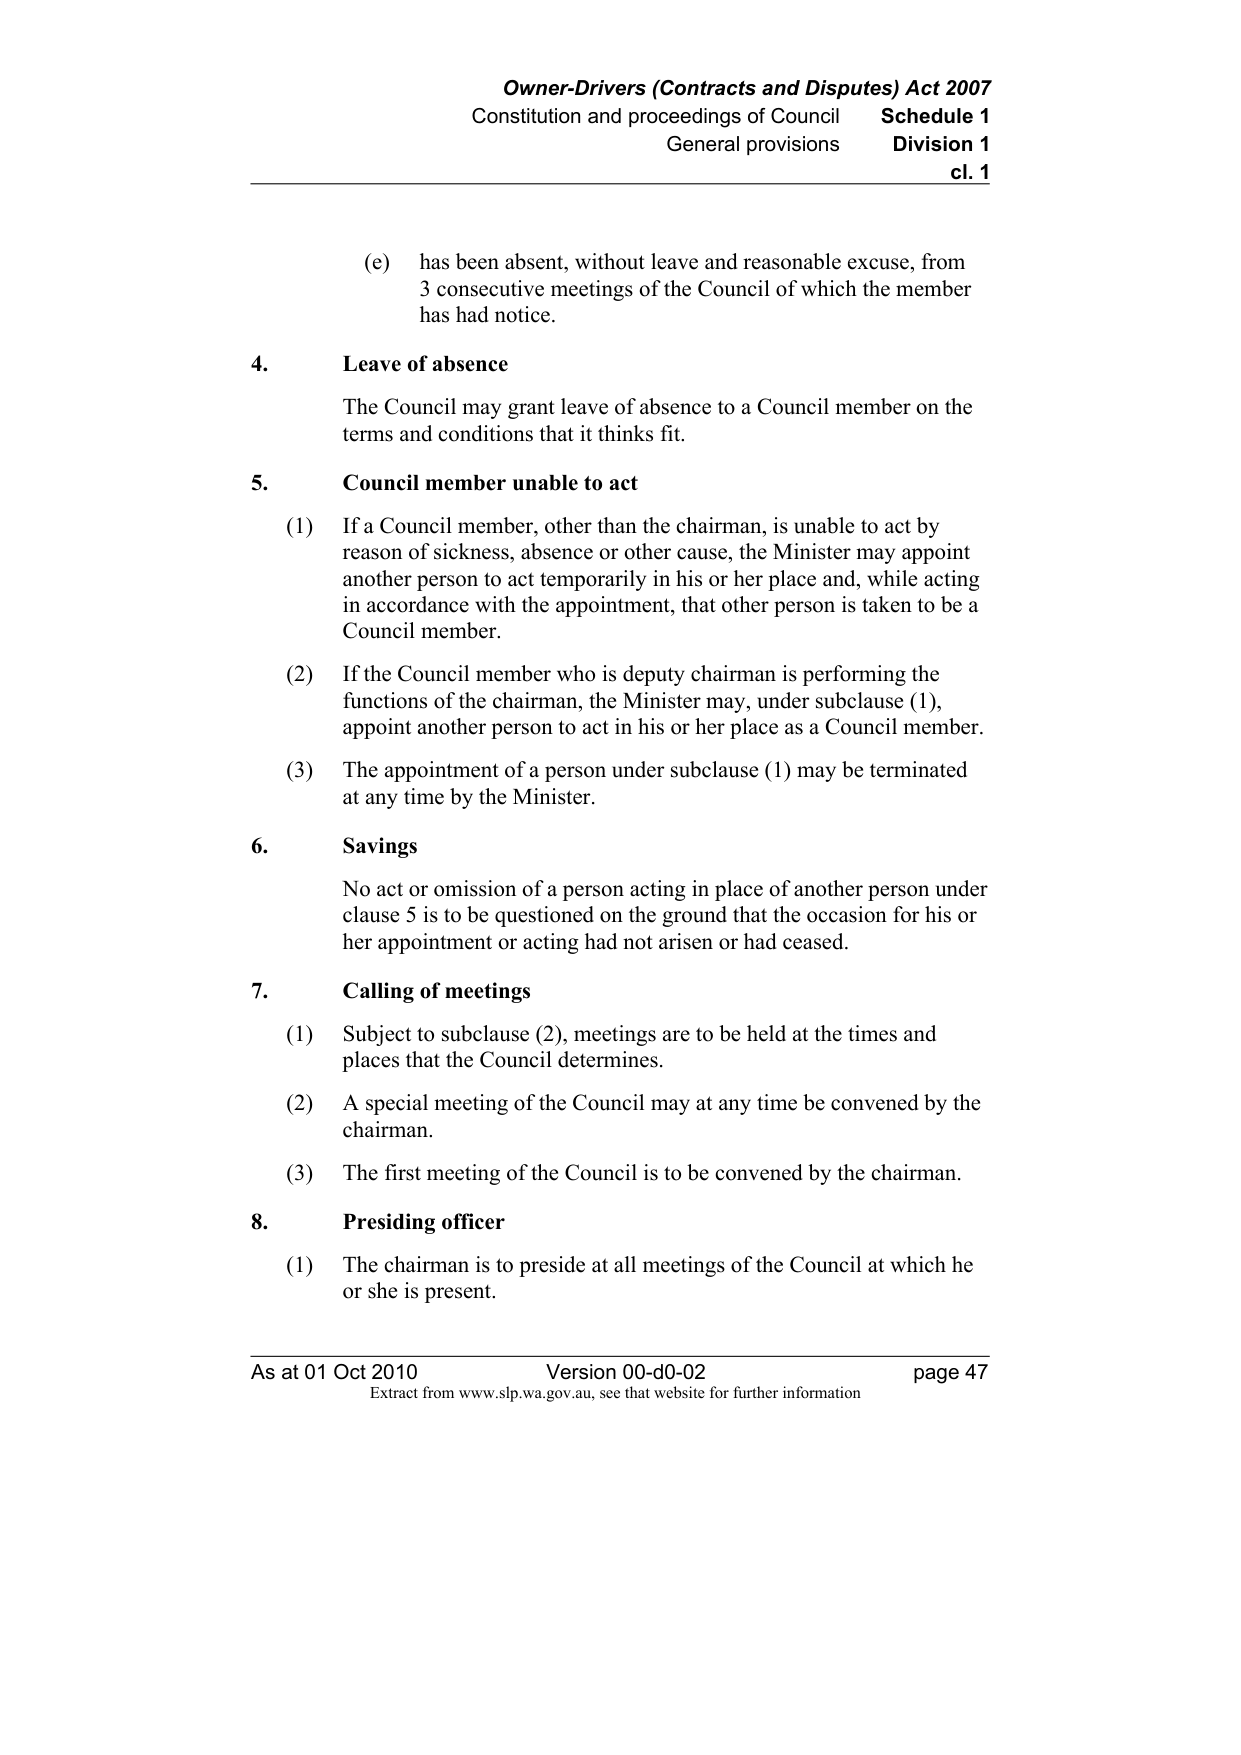 Owner-Drivers (Contracts and Disputes) Act 2007
Constitution and proceedings of Council Schedule 1
General provisions Division 1
cl. 1
(e) has been absent, without leave and reasonable excuse, from
3 consecutive meetings of the Council of which the member
has had notice.
4. Leave of absence
The Council may grant leave of absence to a Council member on the
terms and conditions that it thinks fit.
5. Council member unable to act
(1) If a Council member, other than the chairman, is unable to act by
reason of sickness, absence or other cause, the Minister may appoint
another person to act temporarily in his or her place and, while acting
in accordance with the appointment, that other person is taken to be a
Council member.
(2) If the Council member who is deputy chairman is performing the
functions of the chairman, the Minister may, under subclause (1),
appoint another person to act in his or her place as a Council member.
(3) The appointment of a person under subclause (1) may be terminated
at any time by the Minister.
6. Savings
No act or omission of a person acting in place of another person under
clause 5 is to be questioned on the ground that the occasion for his or
her appointment or acting had not arisen or had ceased.
7. Calling of meetings
(1) Subject to subclause (2), meetings are to be held at the times and
places that the Council determines.
(2) A special meeting of the Council may at any time be convened by the
chairman.
(3) The first meeting of the Council is to be convened by the chairman.
8. Presiding officer
(1) The chairman is to preside at all meetings of the Council at which he
or she is present.
As at 01 Oct 2010 Version 00-d0-02 page 47
Extract from www.slp.wa.gov.au, see that website for further information